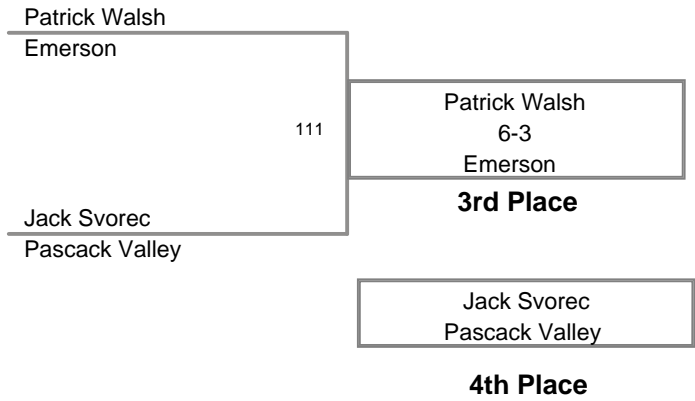 Patrick Walsh
Emerson
111
Patrick Walsh
6-3
Emerson
3rd Place
Jack Svorec
Pascack Valley
Jack Svorec
Pascack Valley
4th Place